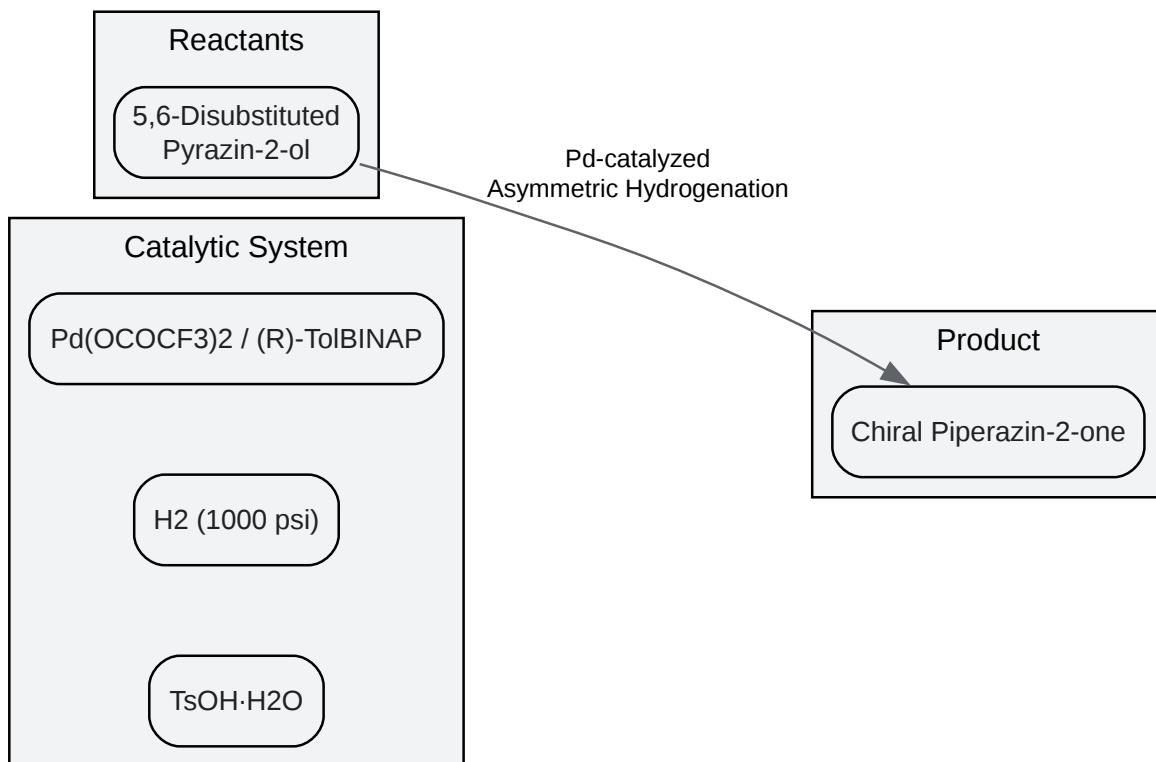 Reactants
5,6-Disubstituted
Pyrazin-2-ol
Pd-catalyzed
Asymmetric Hydrogenation
Catalytic System
Pd(OCOCF3)2 / (R)-TolBINAP
H2 (1000 psi)
TsOH·H2O
Product
Chiral Piperazin-2-one